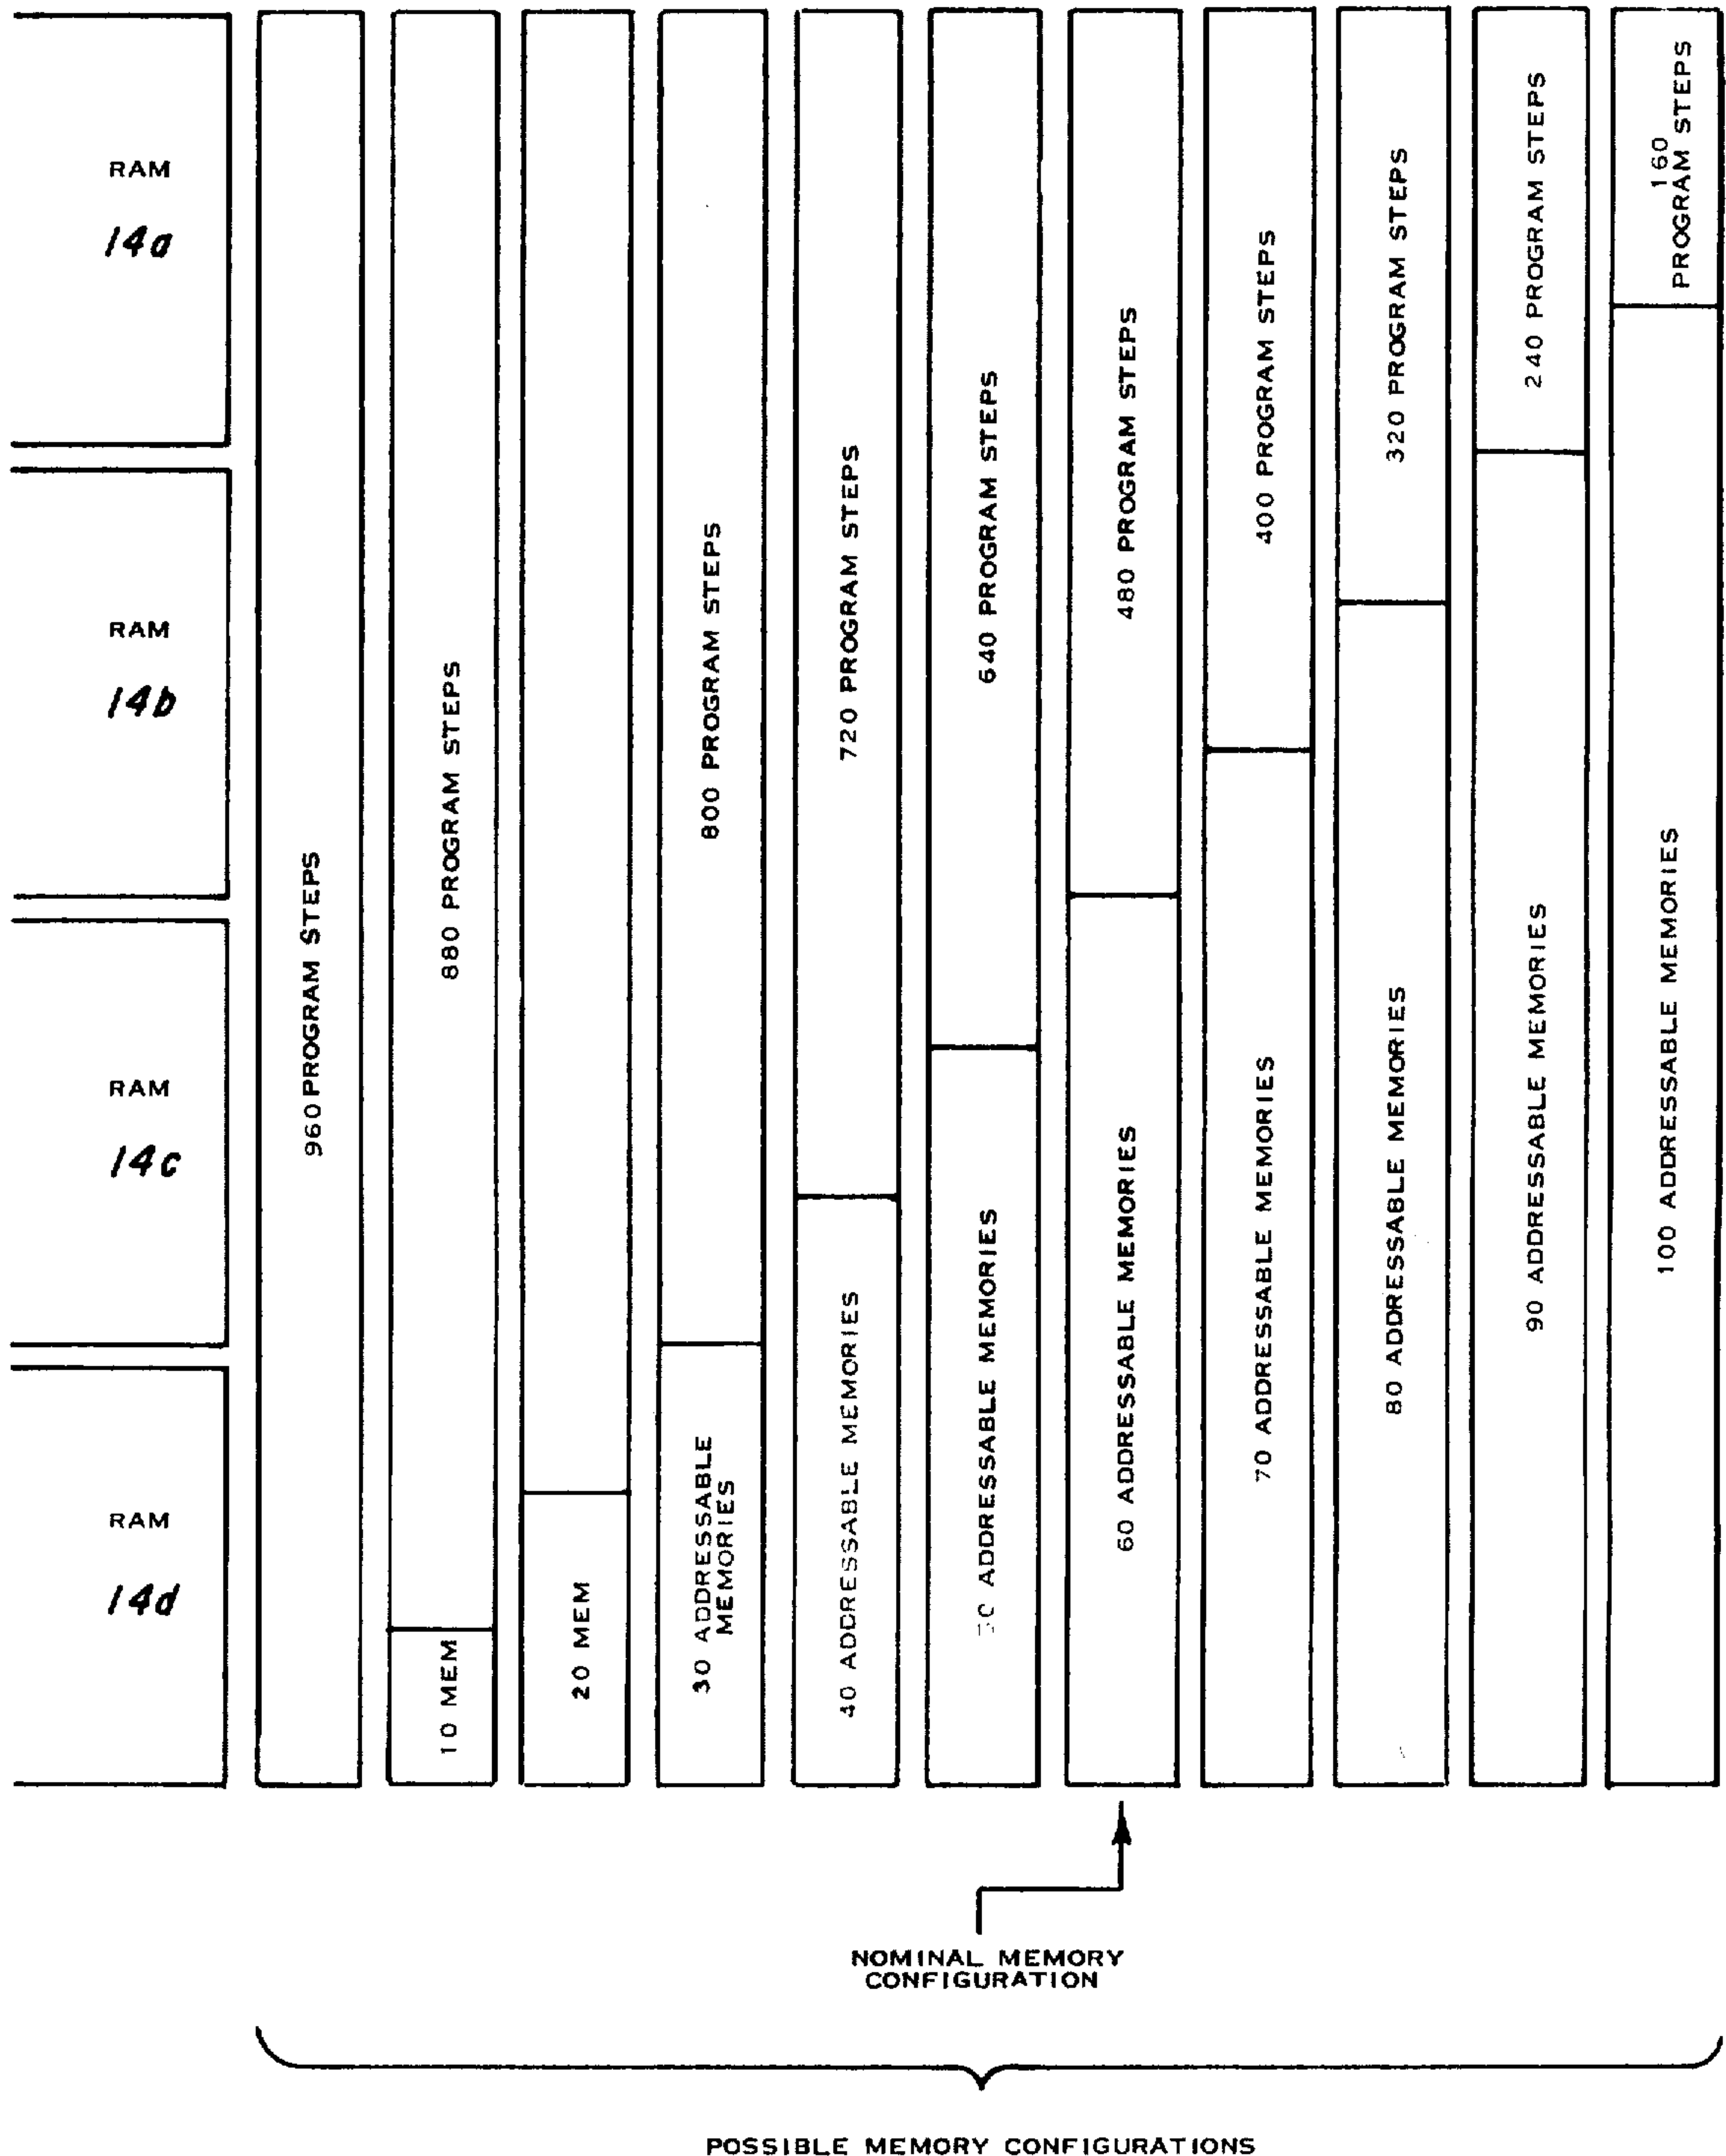 RAM
14a
RAM
14b
RAM
14c
RAM
14d
960 PROGRAM STEPS
880 PROGRAM STEPS
10 MEM
20 MEM
800 PROGRAM STEPS
30 ADDRESSABLE
MEMORIES
720 PROGRAM STEPS
40 ADDRESSABLE MEMORIES
640 PROGRAM STEPS
ADDRESSABLE MEMORIES
480 PROGRAM STEPS
60 ADDRESSABLE MEMORIES
400 PROGRAM STEPS
70 ADDRESSABLE MEMORIES
320 PROGRAM STEPS
80 ADDRESSABLE MEMORIES
240 PROGRAM STEPS
90 ADDRESSABLE MEMORIES
160
PROGRAM STEPS
100 ADDRESSABLE MEMORIES
NOMINAL MEMORY
CONFIGURATION
POSSIBLE MEMORY CONFIGURATIONS